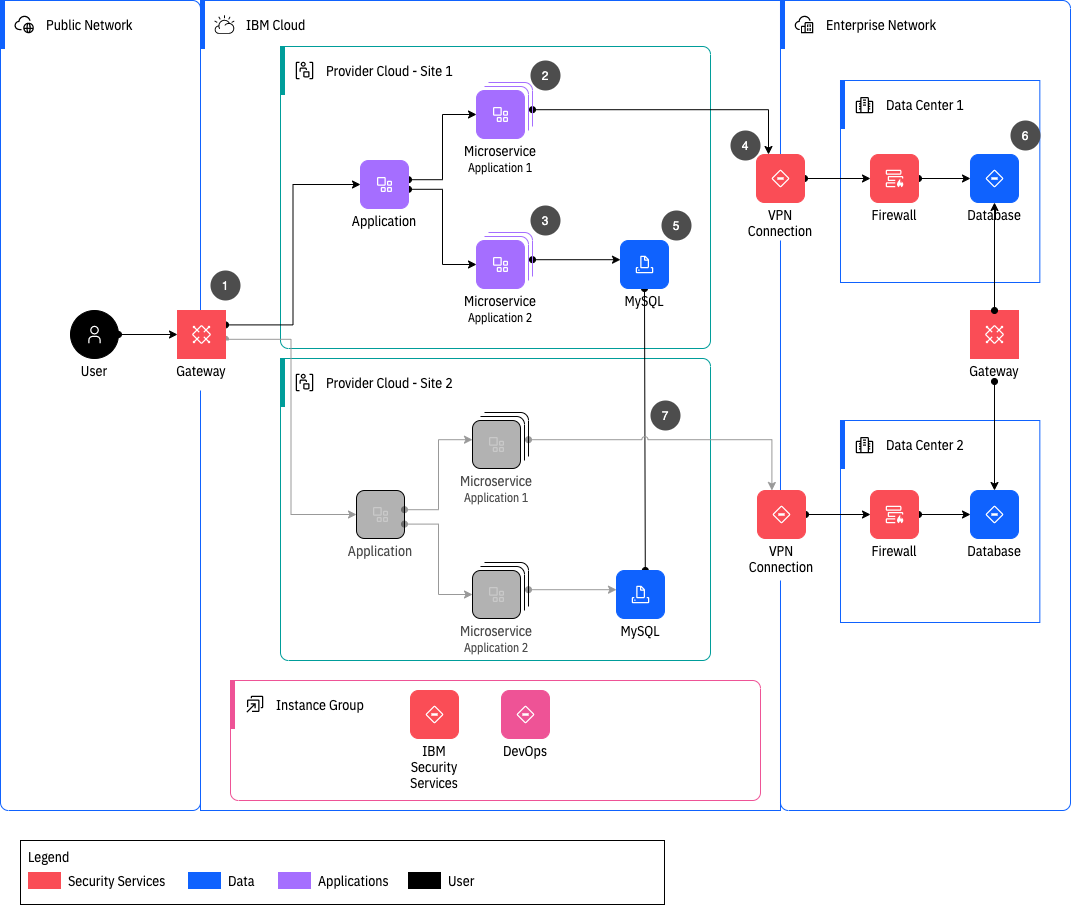 Public Network
IBM Cloud
Enterprise Network
Provider Cloud - Site 1
2
Data Center 1
6
4
Microservice
Application 1
Application
3
5
VPN
Connection
Firewall
Database
1
Microservice
Application 2
MySQL
User
Gateway
Gateway
Provider Cloud - Site 2
7
Data Center 2
Microservice
Application 1
Application
VPN
Connection
Firewall
Database
Microservice
Application 2
MySQL
Instance Group
IBM
Security
Services
DevOps
Legend
Security Services
Data
Applications
User